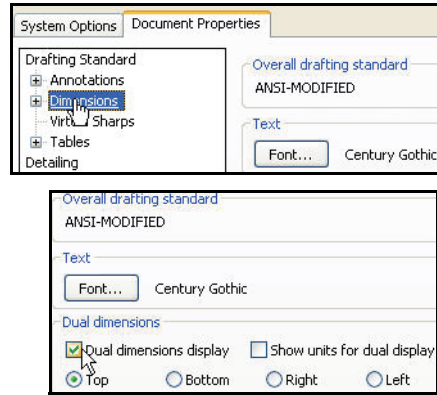 System Options Document Properties
Drafting Standard
Annotations
Dimensions
Virtual Sharps
Tables
Detailing
Overall drafting standard
ANSI-MODIFIED
Text
Font... Century Gothic
Overall drafting standard
ANSI-MODIFIED
Text
Font... Century Gothic
Dual dimensions
Dual dimensions display Show units for dual display
Top Bottom Right Left